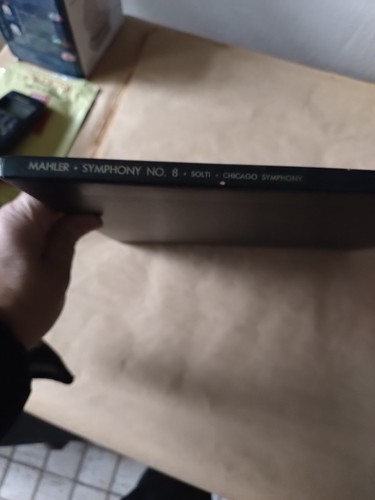 MAHLER • SYMPHONY NO. 8 • SOLTI • CHICAGO SYMPHONY